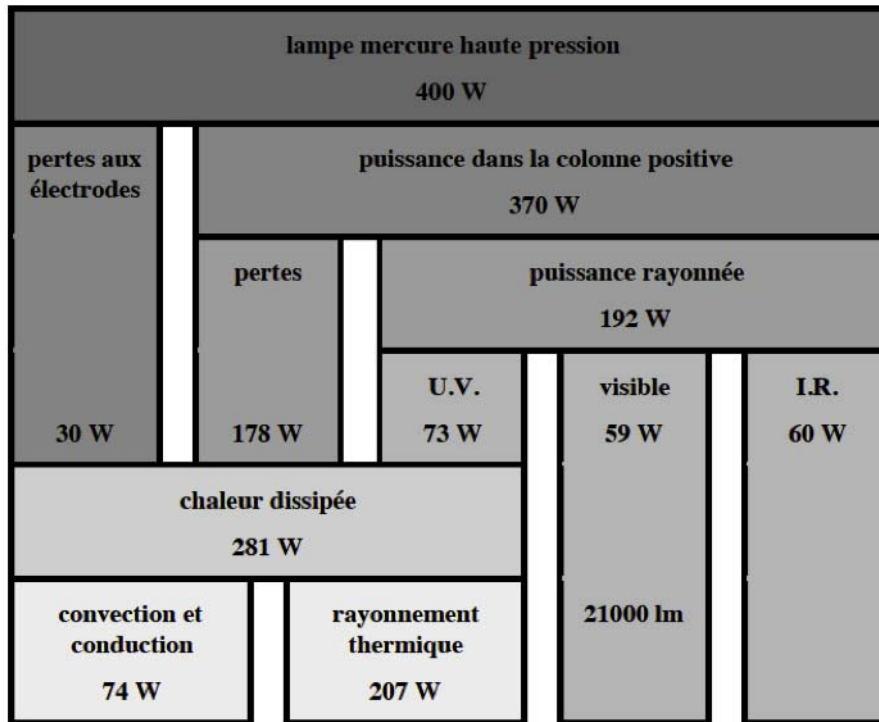 lampe mercure haute pression
400 W
pertes aux
électrodes
30 W
puissance dans la colonne positive
370 W
pertes
178 W
puissance rayonnée
192 W
U.V.
73 W
visible
59 W
21000 lm
I.R.
60 W
chaleur dissipée
281 W
convection et
conduction
74 W
rayonnement
thermique
207 W